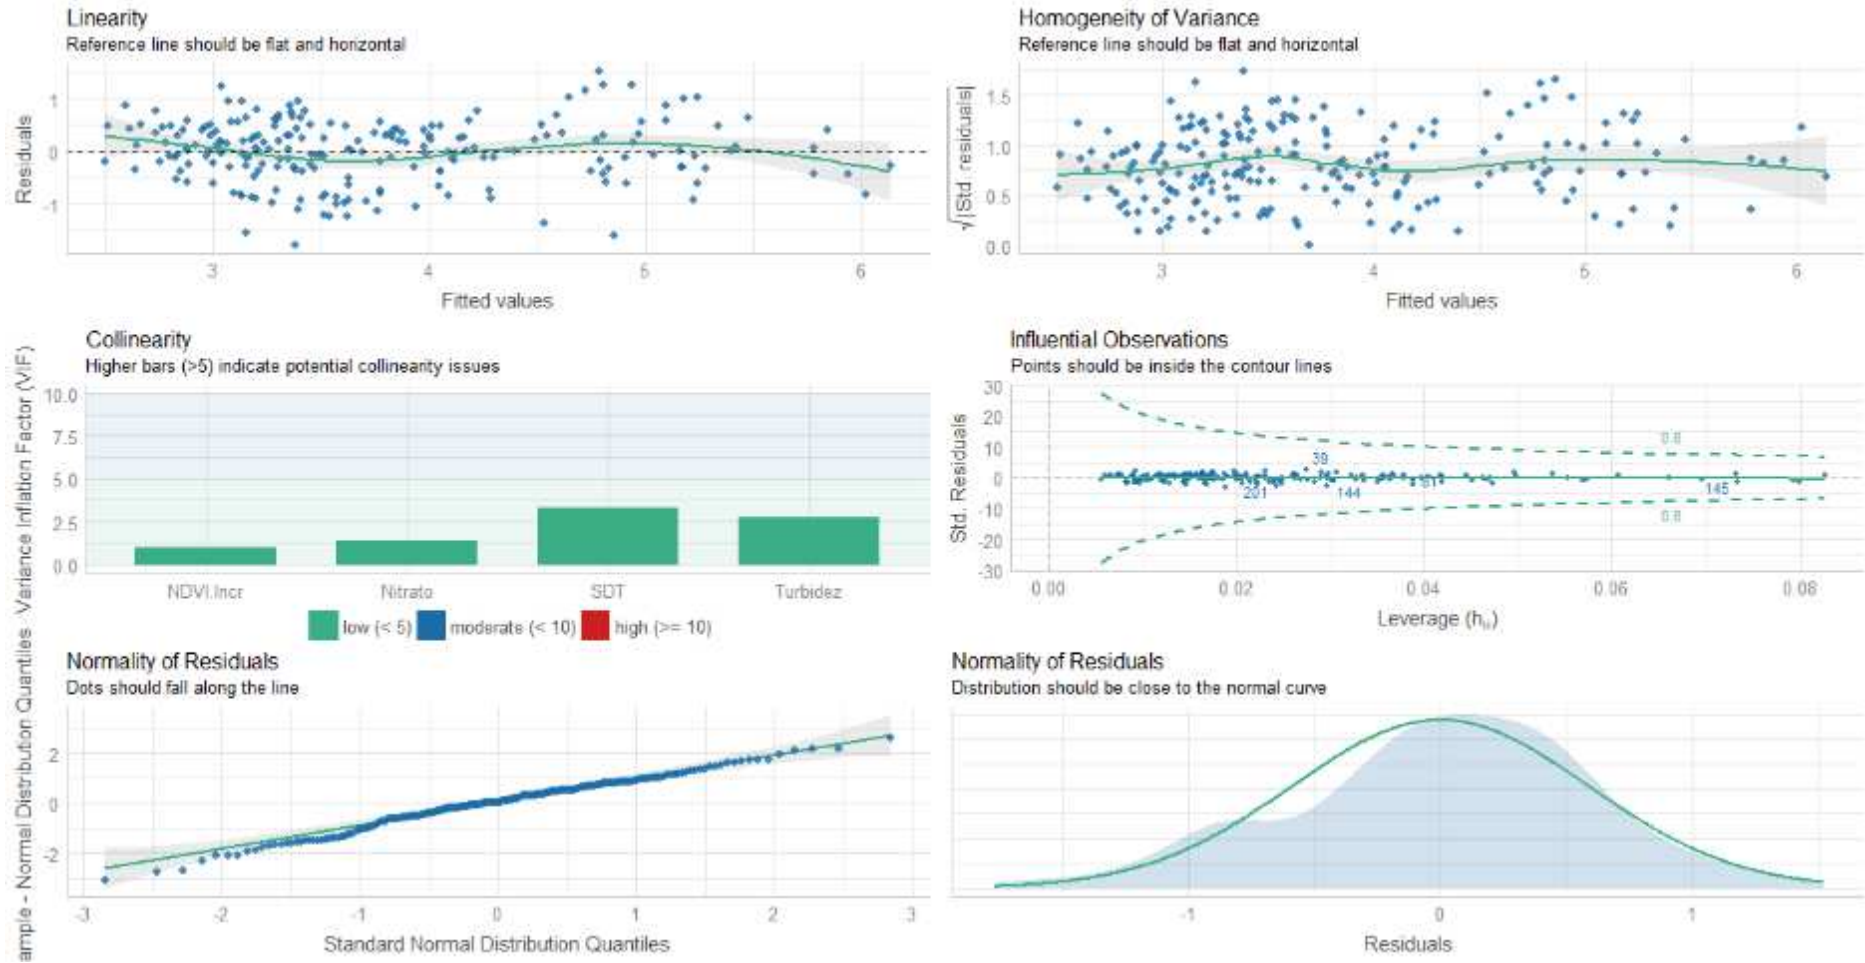 Linearity
Reference line should be flat and horizontal
Residuals
1
0
-1
3
4
5
6
Fitted values
Homogeneity of Variance
Reference line should be flat and horizontal
√|Std. residuals|
1.5
1.0
0.5
0.0
3
4
5
6
Fitted values
Collinearity
Higher bars (>5) indicate potential collinearity issues
ample - Normal Distribution Quantiles Variance Inflation Factor (VIF)
10.0
7.5
5.0
2.5
0.0
NDVI.Incr
Nitrato
SDT
Turbidez
low (< 5)
moderate (< 10)
high (>= 10)
Influential Observations
Points should be inside the contour lines
Std. Residuals
30
20
10
0
-10
-20
-30
0.8
39
201
144
81
145
0.8
0.00
0.02
0.04
0.06
0.08
Leverage (hᵢᵢ)
Normality of Residuals
Dots should fall along the line
2
0
-2
-3
-2
-1
0
1
2
3
Standard Normal Distribution Quantiles
Normality of Residuals
Distribution should be close to the normal curve
-1
0
1
Residuals